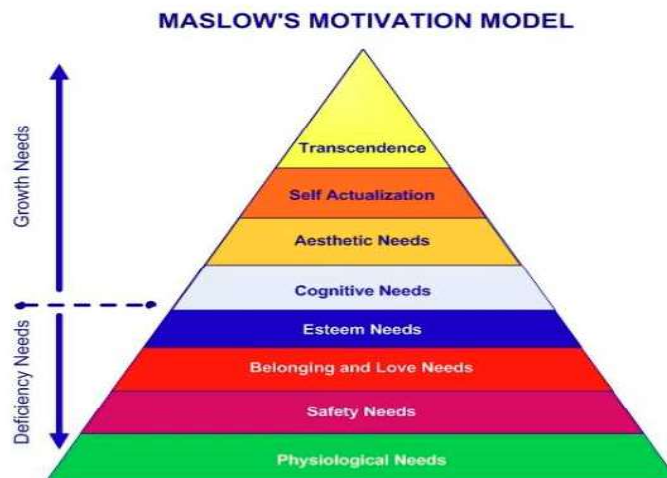 MASLOW'S MOTIVATION MODEL
Growth Needs
Deficiency Needs
Transcendence
Self Actualization
Aesthetic Needs
Cognitive Needs
Esteem Needs
Belonging and Love Needs
Safety Needs
Physiological Needs